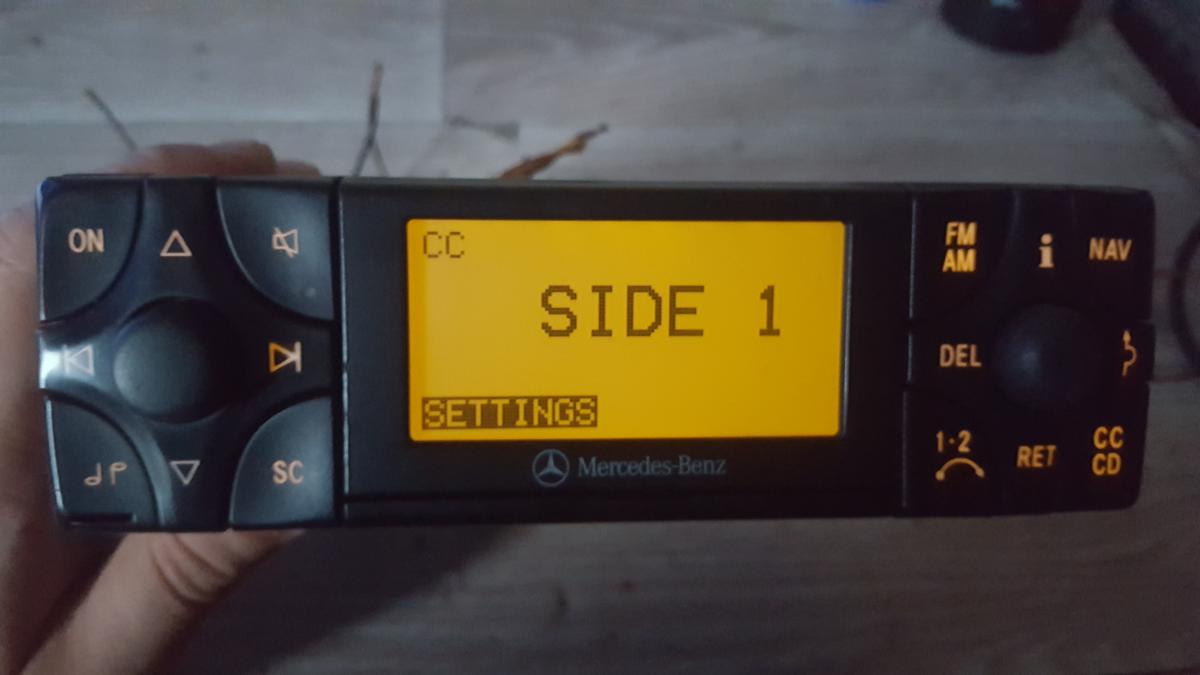 ON
CC
SIDE 1
SETTINGS
SC
Mercedes-Benz
FM
AM
i
NAV
DEL
1·2
RET
CC
CD